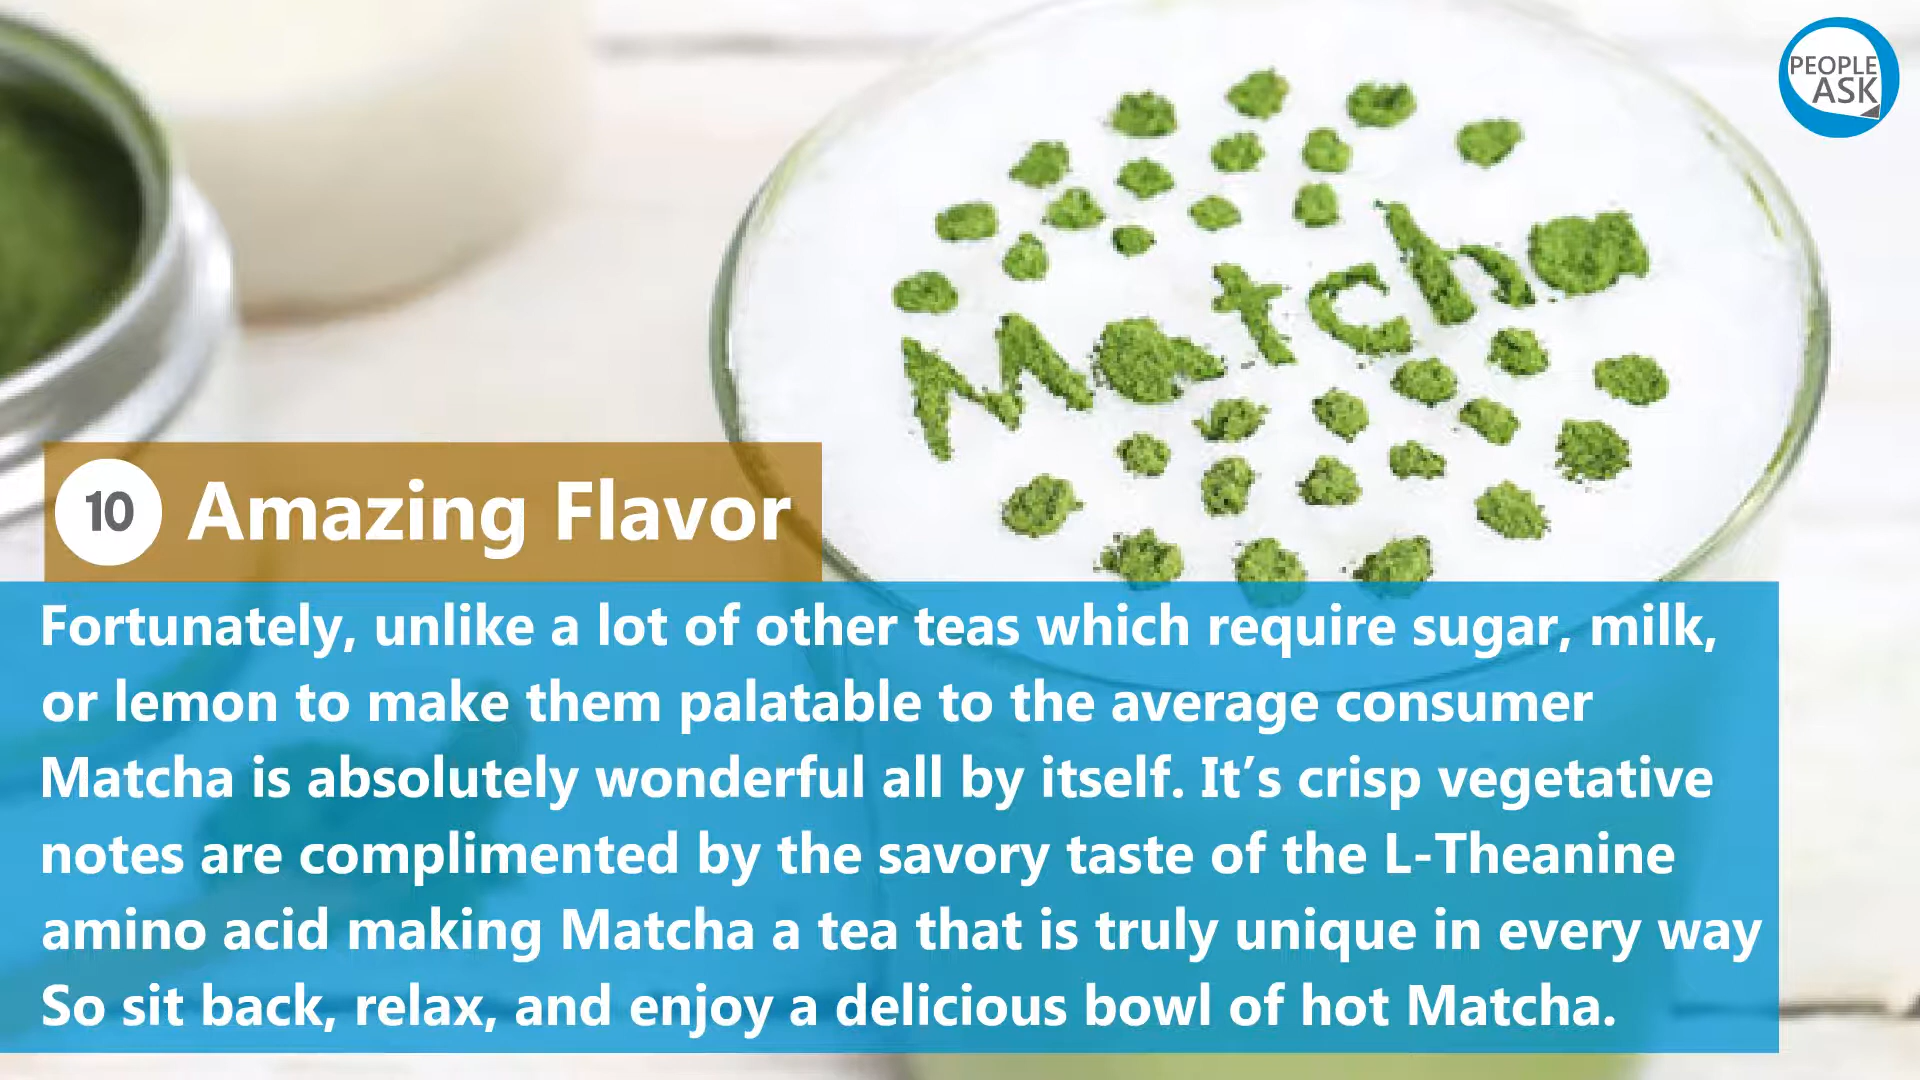 PEOPLE
ASK
Matcha
10 Amazing Flavor
Fortunately, unlike a lot of other teas which require sugar, milk,
or lemon to make them palatable to the average consumer
Matcha is absolutely wonderful all by itself. It’s crisp vegetative
notes are complimented by the savory taste of the L-Theanine
amino acid making Matcha a tea that is truly unique in every way
So sit back, relax, and enjoy a delicious bowl of hot Matcha.